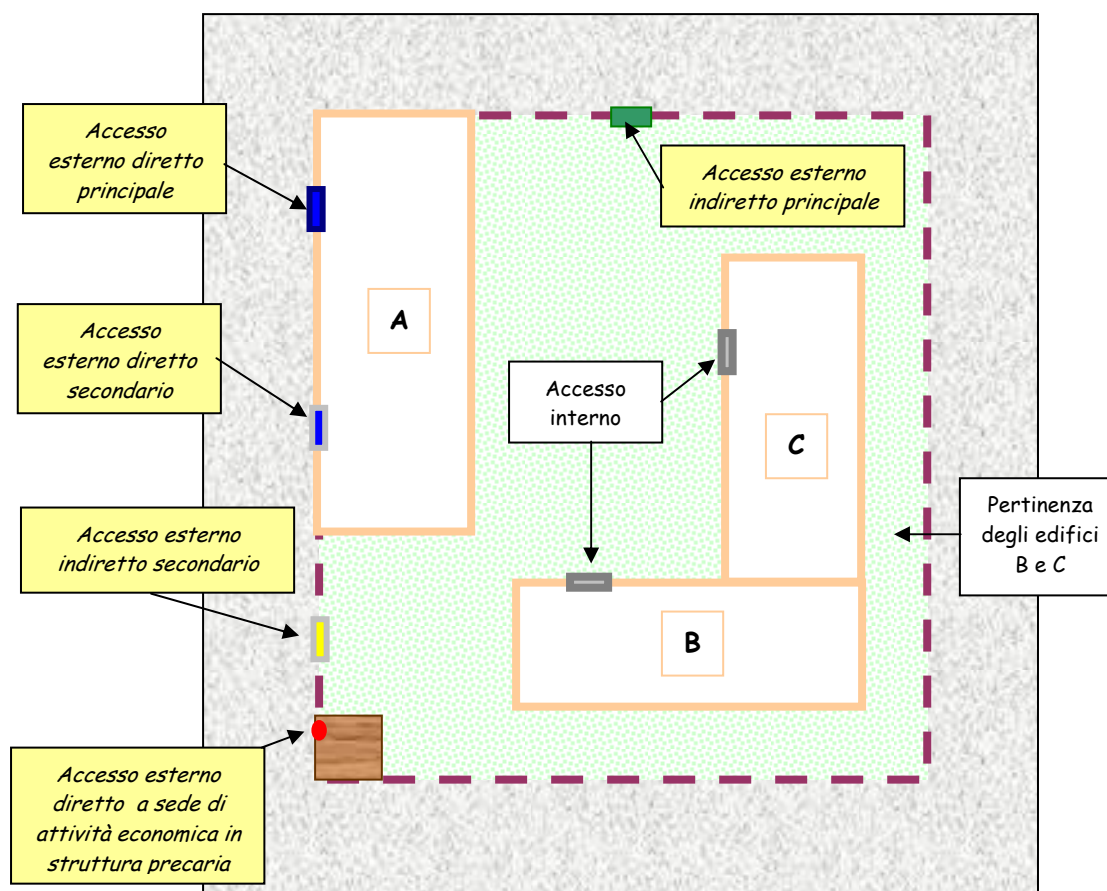 Accesso
esterno diretto
principale
Accesso esterno
indiretto principale
A
Accesso
esterno diretto
secondario
Accesso
interno
C
Accesso esterno
indiretto secondario
Pertinenza
degli edifici
B e C
B
Accesso esterno
diretto a sede di
attività economica in
struttura precaria